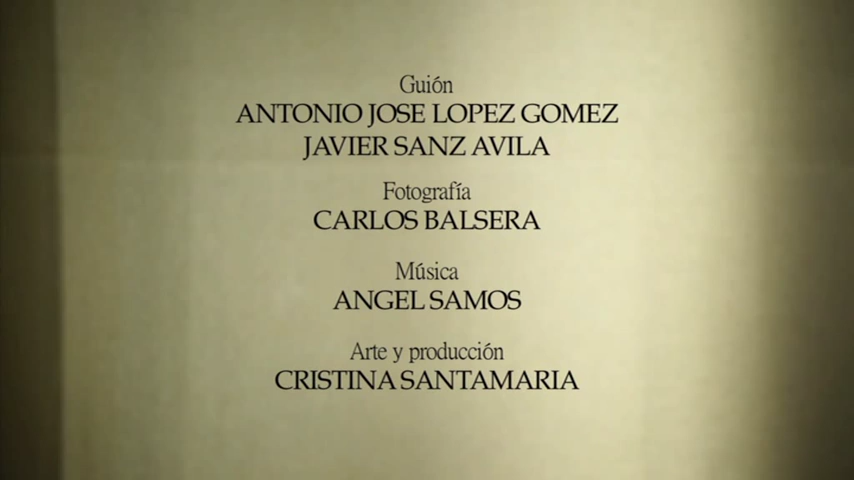 Guión
ANTONIO JOSE LOPEZ GOMEZ
JAVIER SANZ AVILA
Fotografía
CARLOS BALSERA
Música
ANGEL SAMOS
Arte y producción
CRISTINA SANTAMARIA